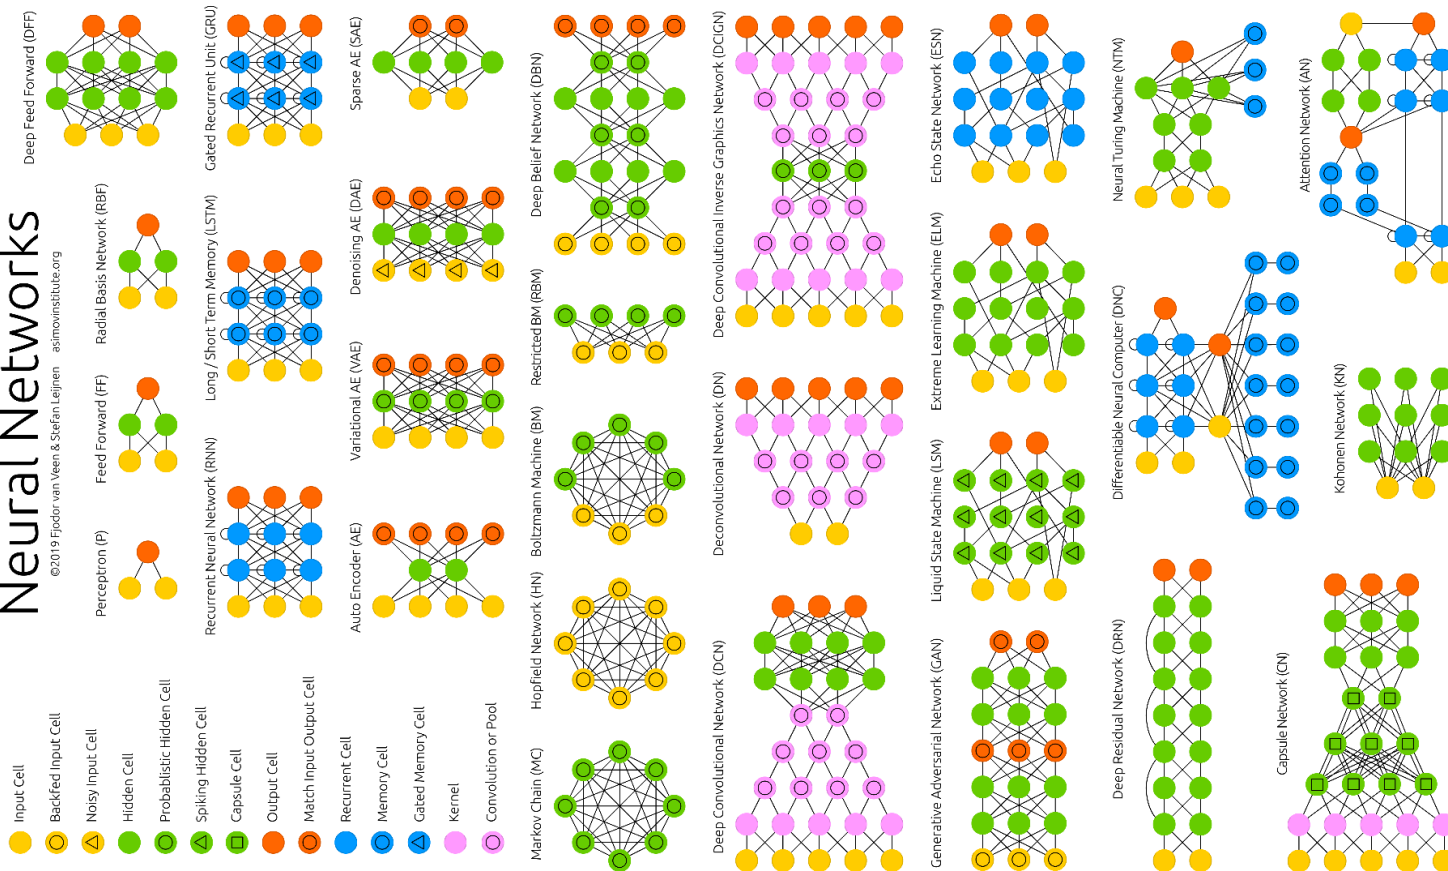 Neural Networks
©2019 Fjodor van Veen & Stefan Leijnen asimovinstitute.org
Input Cell
Backfed Input Cell
Noisy Input Cell
Hidden Cell
Probablistic Hidden Cell
Spiking Hidden Cell
Capsule Cell
Output Cell
Match Input Output Cell
Recurrent Cell
Memory Cell
Gated Memory Cell
Kernel
Convolution or Pool
Perceptron (P)
Feed Forward (FF)
Radial Basis Network (RBF)
Deep Feed Forward (DFF)
Recurrent Neural Network (RNN)
Long / Short Term Memory (LSTM)
Gated Recurrent Unit (GRU)
Auto Encoder (AE)
Variational AE (VAE)
Denoising AE (DAE)
Sparse AE (SAE)
Markov Chain (MC)
Hopfield Network (HN)
Boltzmann Machine (BM)
Restricted BM (RBM)
Deep Belief Network (DBN)
Deep Convolutional Network (DCN)
Deconvolutional Network (DN)
Deep Convolutional Inverse Graphics Network (DCIGN)
Generative Adversarial Network (GAN)
Liquid State Machine (LSM)
Extreme Learning Machine (ELM)
Echo State Network (ESN)
Deep Residual Network (DRN)
Differentiable Neural Computer (DNC)
Neural Turing Machine (NTM)
Capsule Network (CN)
Kohonen Network (KN)
Attention Network (AN)